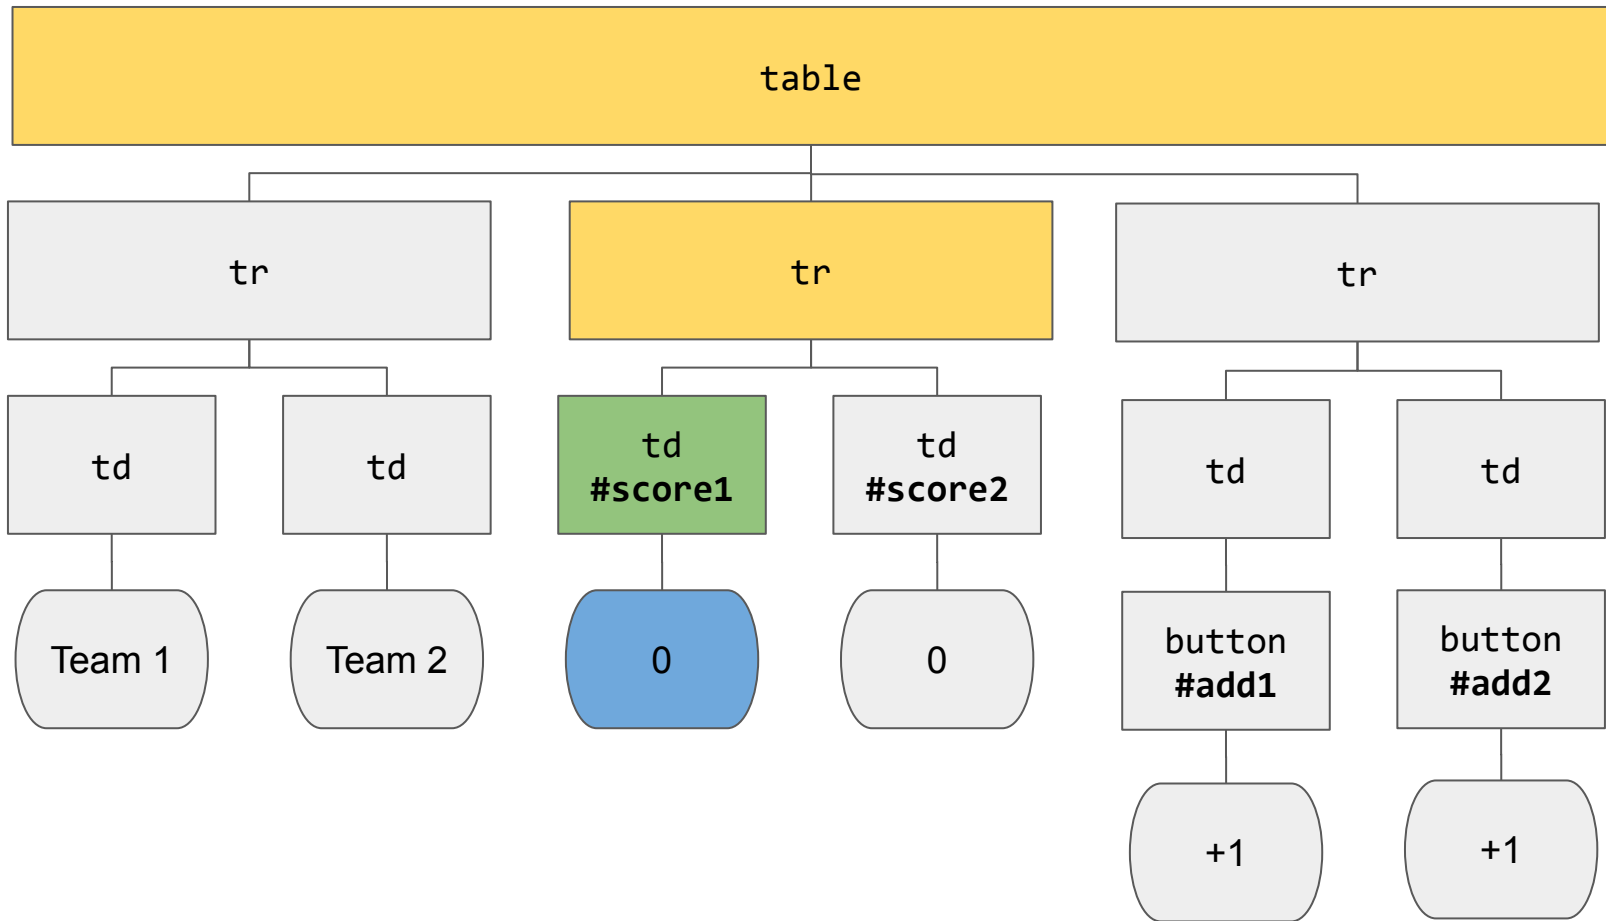 table
tr
tr
tr
td
td
td
#score1
td
#score2
td
td
Team 1
Team 2
0
0
button
#add1
button
#add2
+1
+1